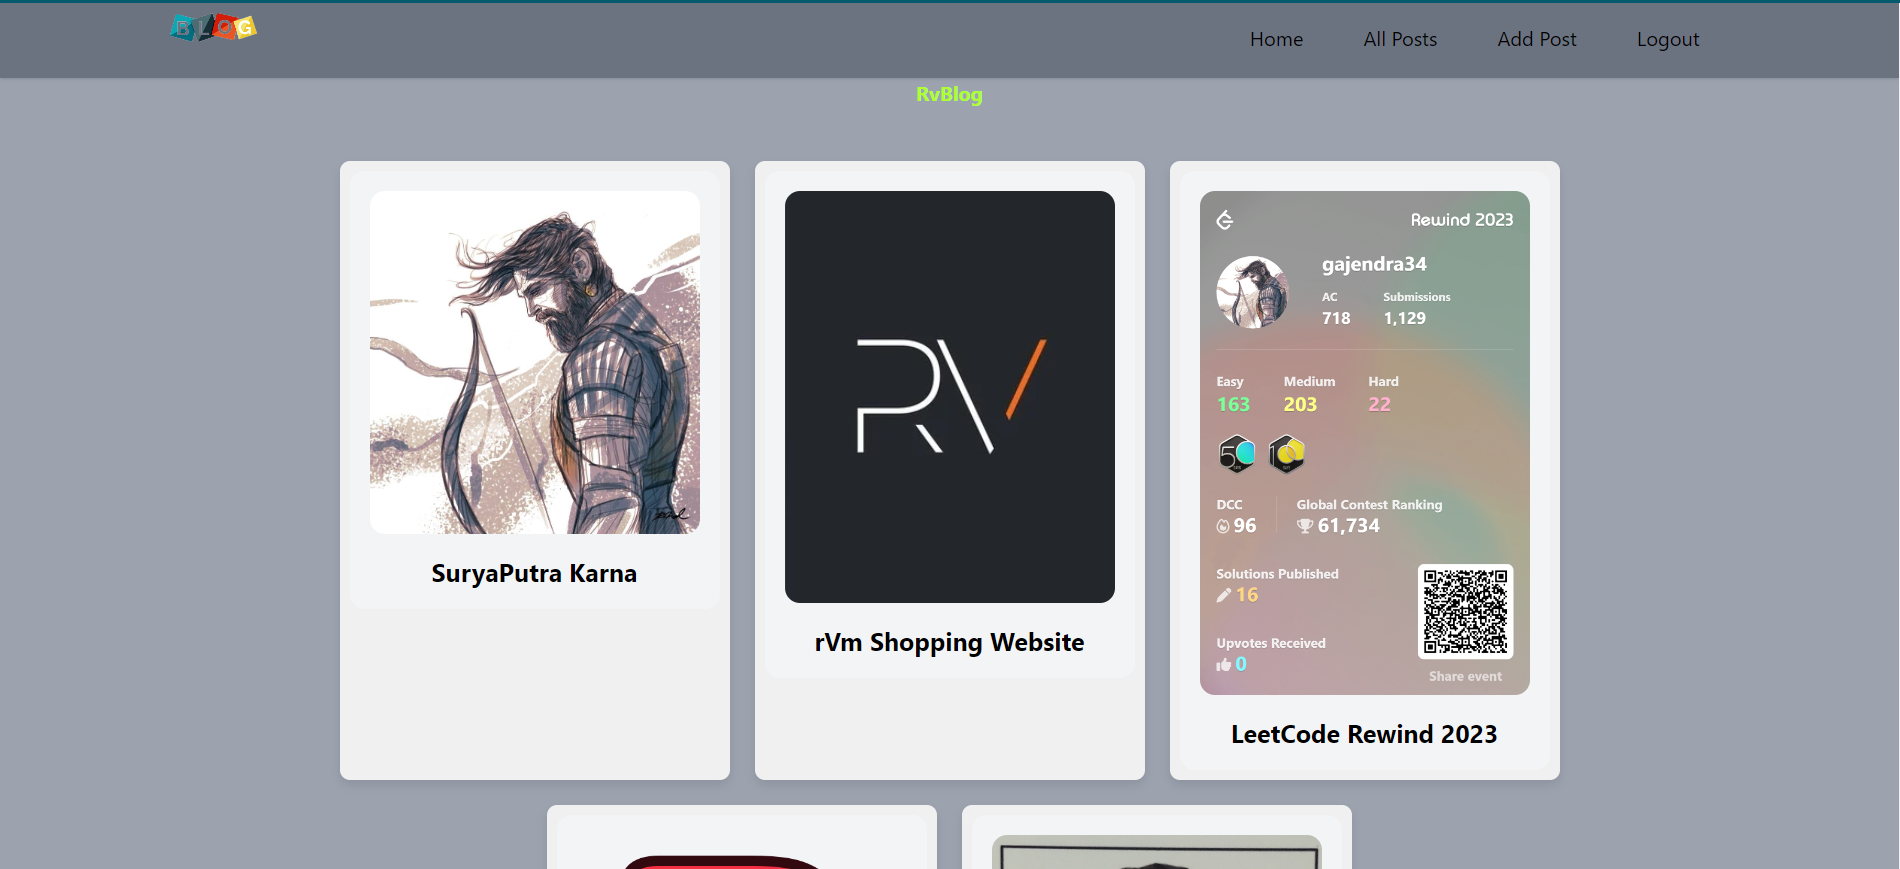 BLOG
Home
All Posts
Add Post
Logout
RvBlog
SuryaPutra Karna
RV
rVm Shopping Website
Rewind 2023
gajendra34
AC
Submissions
718
1,129
Easy
Medium
Hard
163
203
22
50
100
DCC
Global Contest Ranking
96
61,734
Solutions Published
16
Upvotes Received
0
Share event
LeetCode Rewind 2023